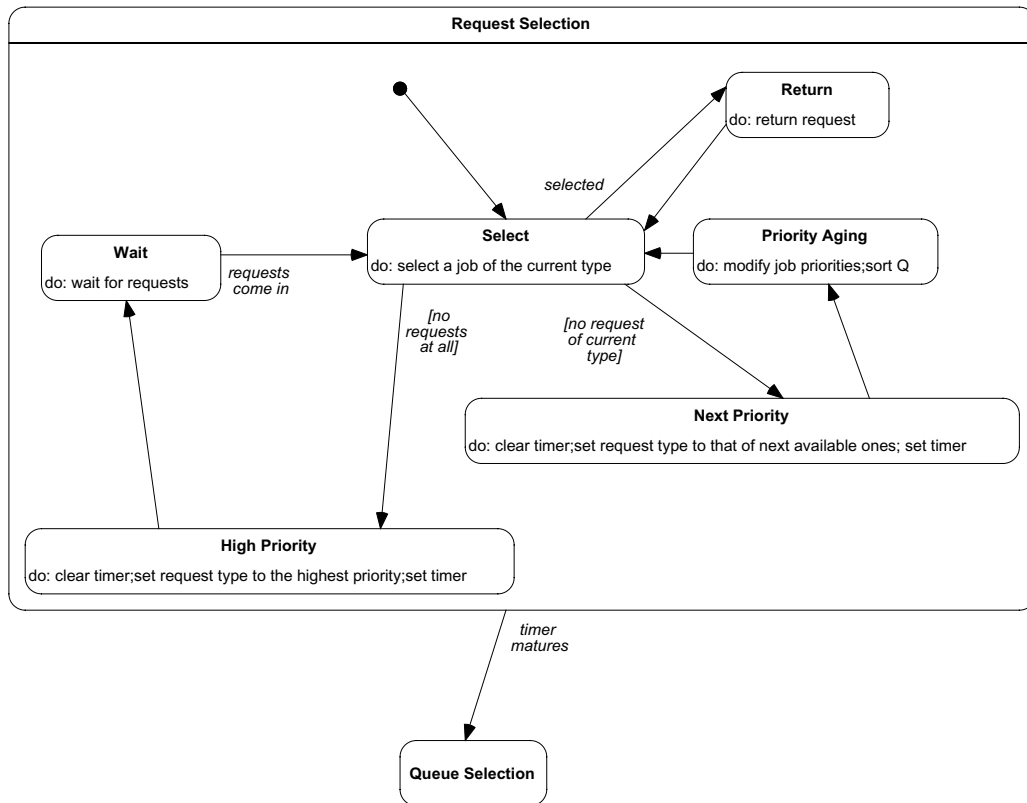 Request Selection
Return
do: return request
selected
Select
do: select a job of the current type
Priority Aging
do: modify job priorities;sort Q
Wait
do: wait for requests
requests
come in
[no
requests
at all]
[no request
of current
type]
Next Priority
do: clear timer;set request type to that of next available ones; set timer
High Priority
do: clear timer;set request type to the highest priority;set timer
timer
matures
Queue Selection